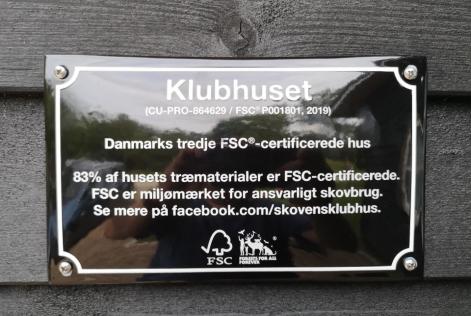 Klubhuset
(CU-PRO-864629 / FSC® P001801, 2019)
Danmarks tredje FSC®-certificerede hus
83% af husets træmaterialer er FSC-certificerede.
FSC er miljømærket for ansvarligt skovbrug.
Se mere på facebook.com/skovensklubhus.
FSC
FORESTS FOR ALL
FOREVER